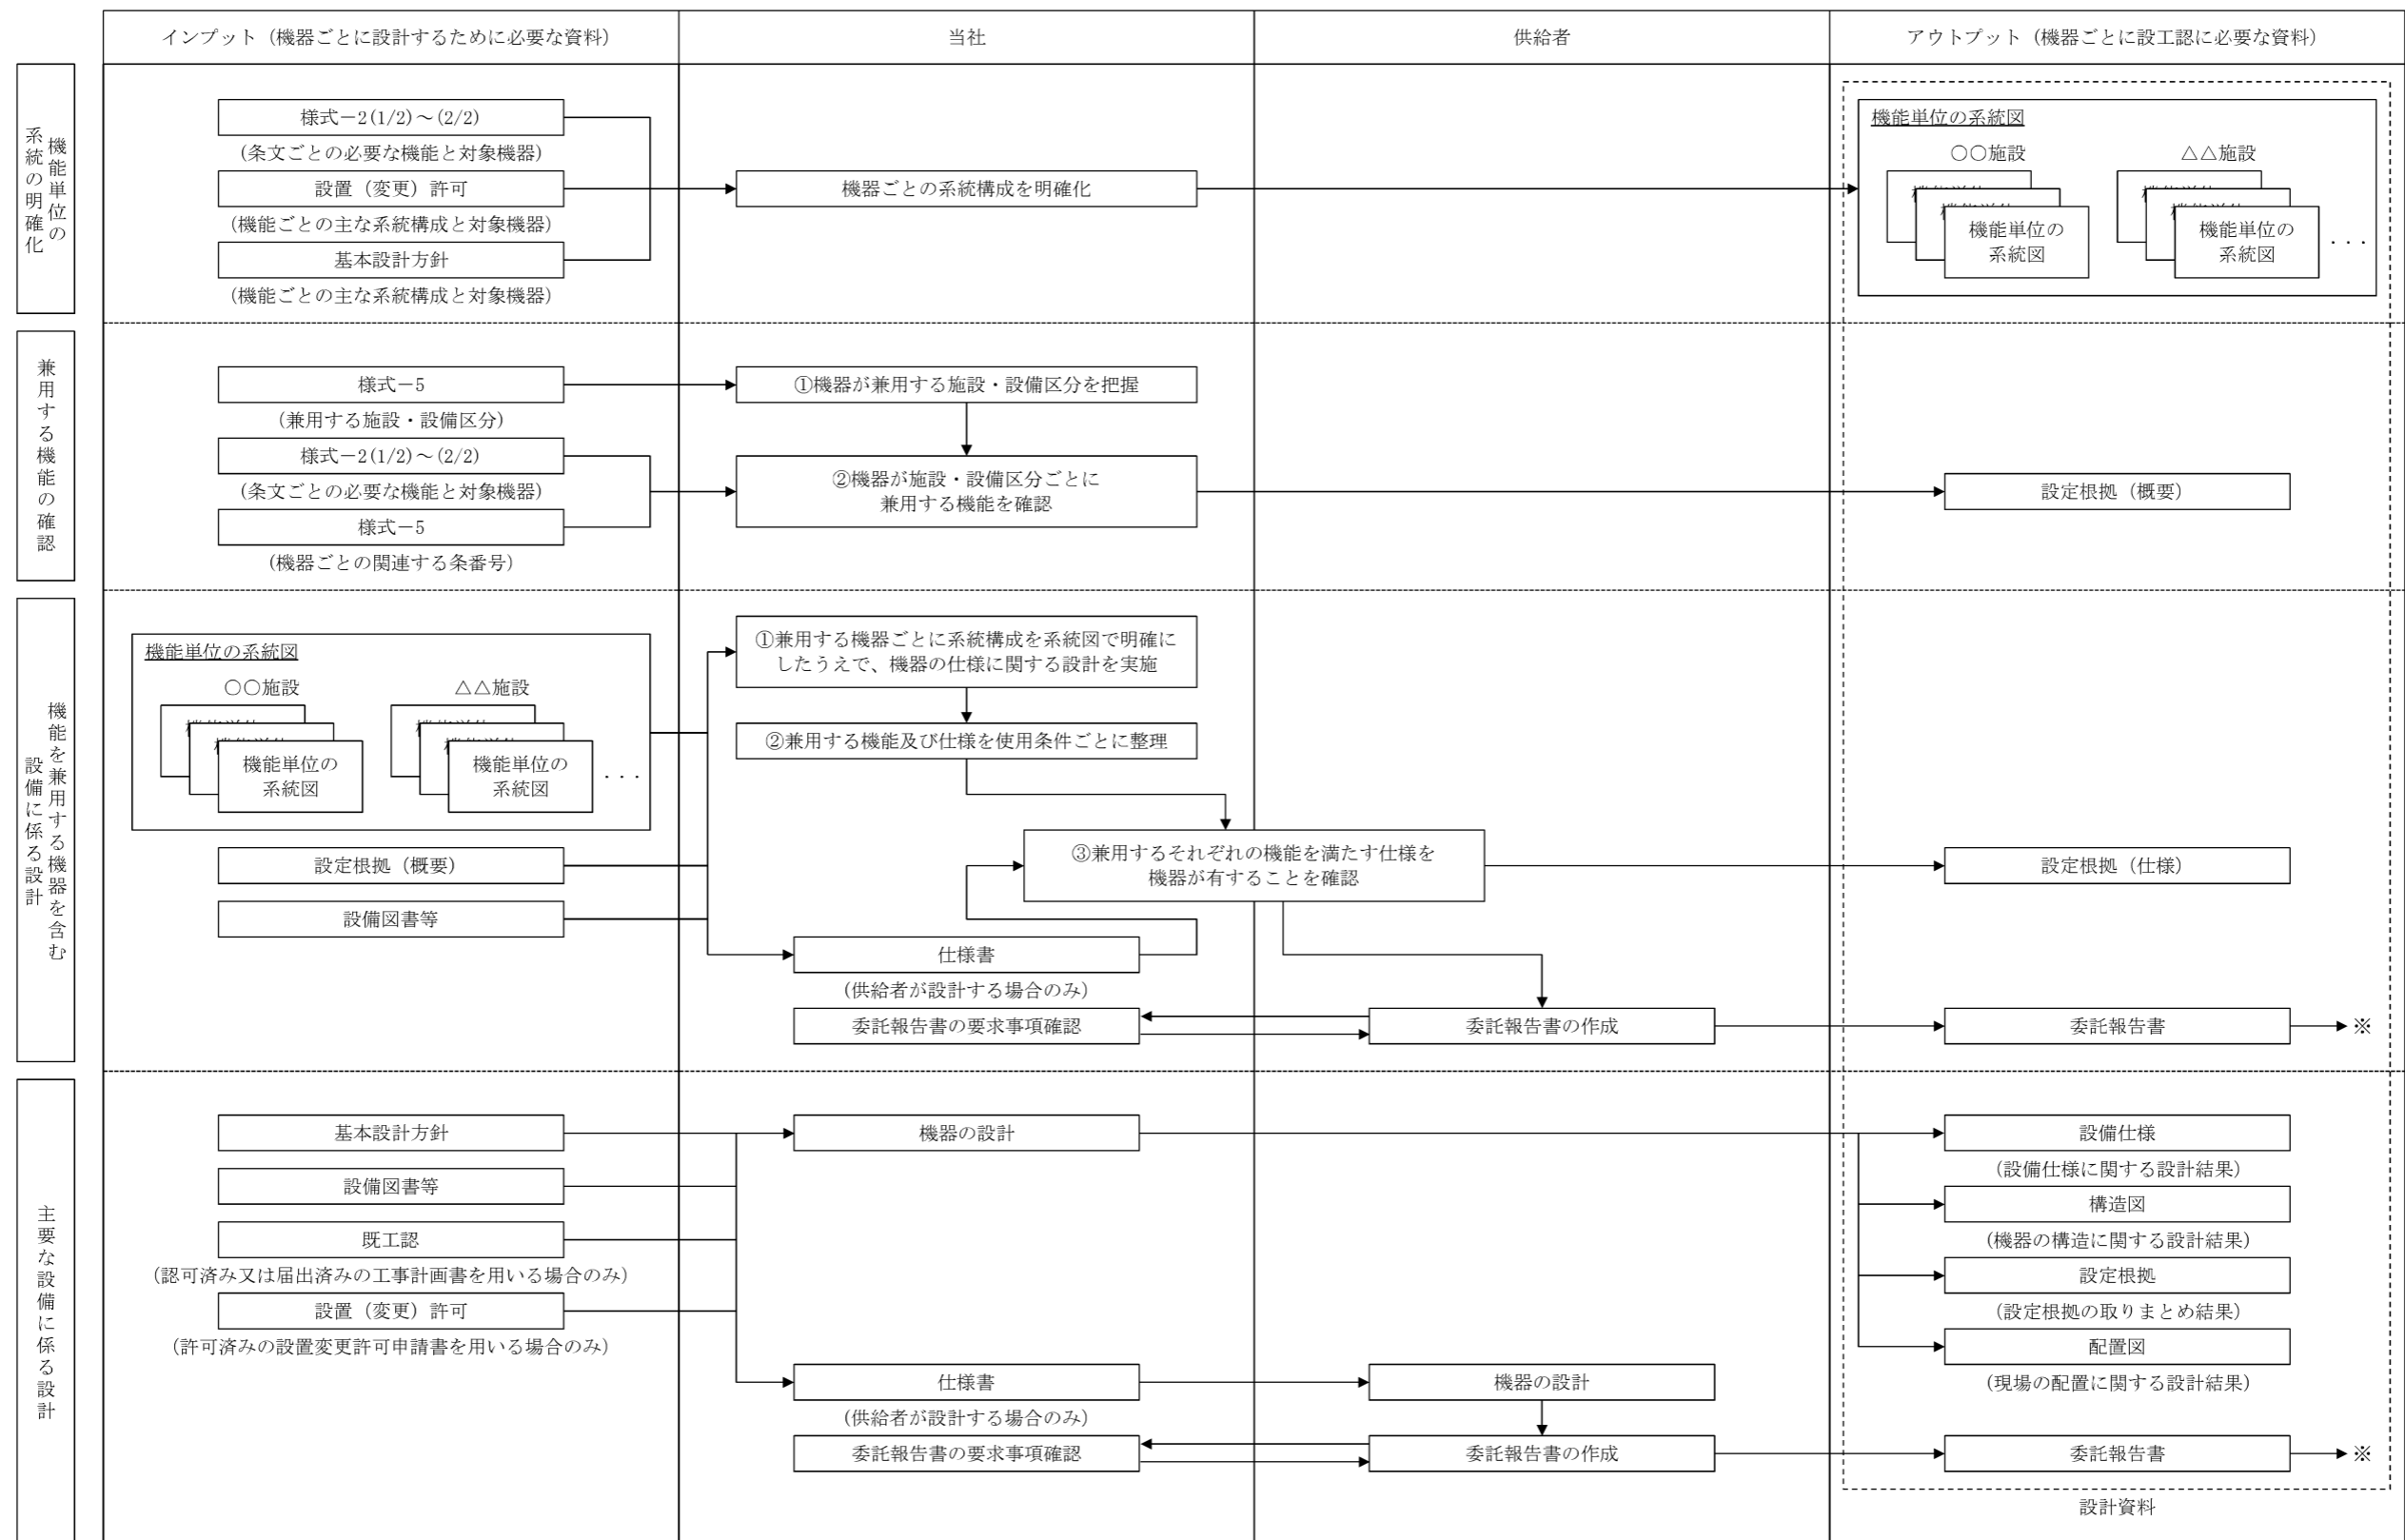 インプット（機器ごとに設計するために必要な資料）
当社
供給者
アウトプット（機器ごとに設工認に必要な資料）
機能単位の
系統の明確化
様式－2(1/2)～(2/2)
(条文ごとの必要な機能と対象機器)
設置（変更）許可
(機能ごとの主な系統構成と対象機器)
基本設計方針
(機能ごとの主な系統構成と対象機器)
機器ごとの系統構成を明確化
機能単位の系統図
〇〇施設
△△施設
機能単位の
系統図
機能単位の
系統図
・・・
兼用する機能の確認
様式－5
(兼用する施設・設備区分)
様式－2(1/2)～(2/2)
(条文ごとの必要な機能と対象機器)
様式－5
(機器ごとの関連する条番号)
①機器が兼用する施設・設備区分を把握
②機器が施設・設備区分ごとに
兼用する機能を確認
設定根拠（概要）
機能を兼用する機器を含む
設備に係る設計
機能単位の系統図
〇〇施設
△△施設
機能単位の
系統図
機能単位の
系統図
・・・
設定根拠（概要）
設備図書等
①兼用する機器ごとに系統構成を系統図で明確に
したうえで、機器の仕様に関する設計を実施
②兼用する機能及び仕様を使用条件ごとに整理
③兼用するそれぞれの機能を満たす仕様を
機器が有することを確認
設定根拠（仕様）
仕様書
(供給者が設計する場合のみ)
委託報告書の要求事項確認
委託報告書の作成
委託報告書
※
主要な設備に係る設計
基本設計方針
設備図書等
既工認
(認可済み又は届出済みの工事計画書を用いる場合のみ)
設置（変更）許可
(許可済みの設置変更許可申請書を用いる場合のみ)
機器の設計
設備仕様
(設備仕様に関する設計結果)
構造図
(機器の構造に関する設計結果)
設定根拠
(設定根拠の取りまとめ結果)
配置図
(現場の配置に関する設計結果)
仕様書
(供給者が設計する場合のみ)
機器の設計
委託報告書の要求事項確認
委託報告書の作成
委託報告書
※
設計資料